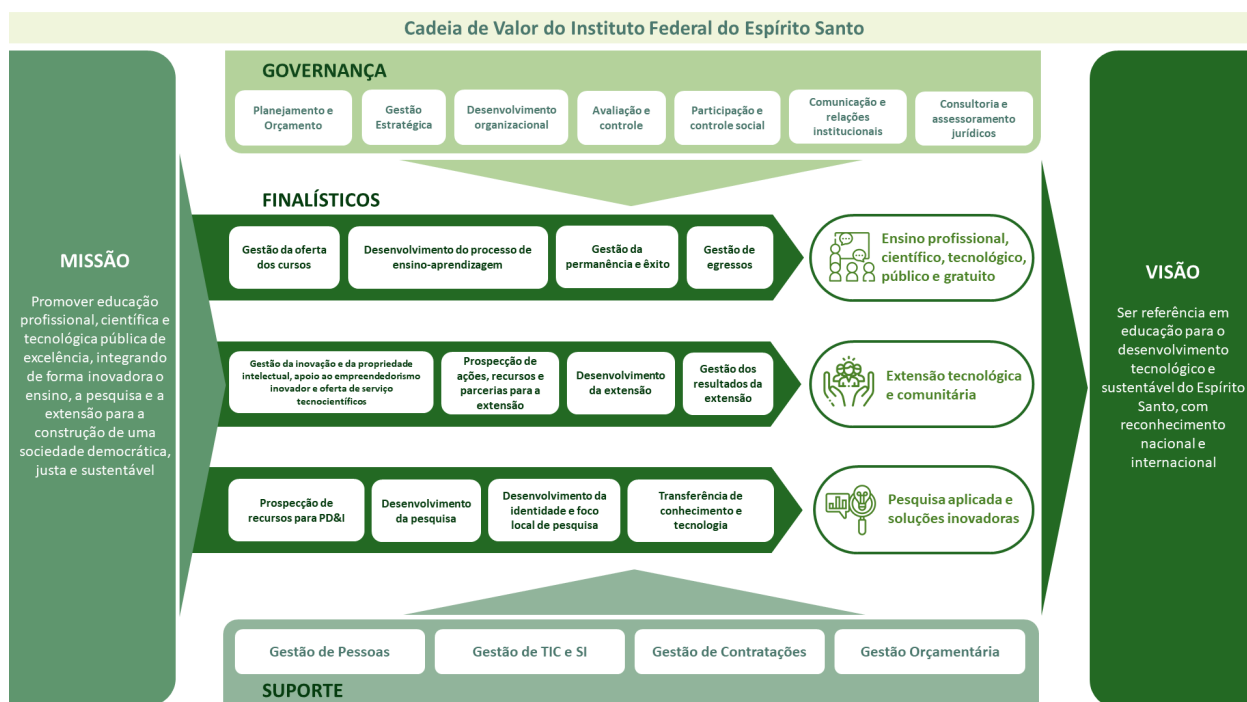 Cadeia de Valor do Instituto Federal do Espírito Santo
GOVERNANÇA
Planejamento e
Orçamento
Gestão
Estratégica
Desenvolvimento
organizacional
Avaliação e
controle
Participação e
controle social
Comunicação e
relações
institucionais
Consultoria e
assessoramento
jurídicos
MISSÃO
Promover educação
profissional, científica e
tecnológica pública de
excelência, integrando
de forma inovadora o
ensino, a pesquisa e a
extensão para a
construção de uma
sociedade democrática,
justa e sustentável
FINALÍSTICOS
Gestão da oferta
dos cursos
Desenvolvimento do processo de
ensino-aprendizagem
Gestão da
permanência e êxito
Gestão de
egressos
Ensino profissional,
científico, tecnológico,
público e gratuito
Gestão da inovação e da propriedade
intelectual, apoio ao empreendedorismo
inovador e oferta de serviço
tecnocientíficos
Prospecção de
ações, recursos e
parcerias para a
extensão
Desenvolvimento
da extensão
Gestão dos
resultados da
extensão
Extensão tecnológica
e comunitária
Prospecção de
recursos para PD&I
Desenvolvimento
da pesquisa
Desenvolvimento da
identidade e foco
local de pesquisa
Transferência de
conhecimento e
tecnologia
Pesquisa aplicada e
soluções inovadoras
VISÃO
Ser referência em
educação para o
desenvolvimento
tecnológico e
sustentável do Espírito
Santo, com
reconhecimento
nacional e
internacional
Gestão de Pessoas
Gestão de TIC e SI
Gestão de Contratações
Gestão Orçamentária
SUPORTE